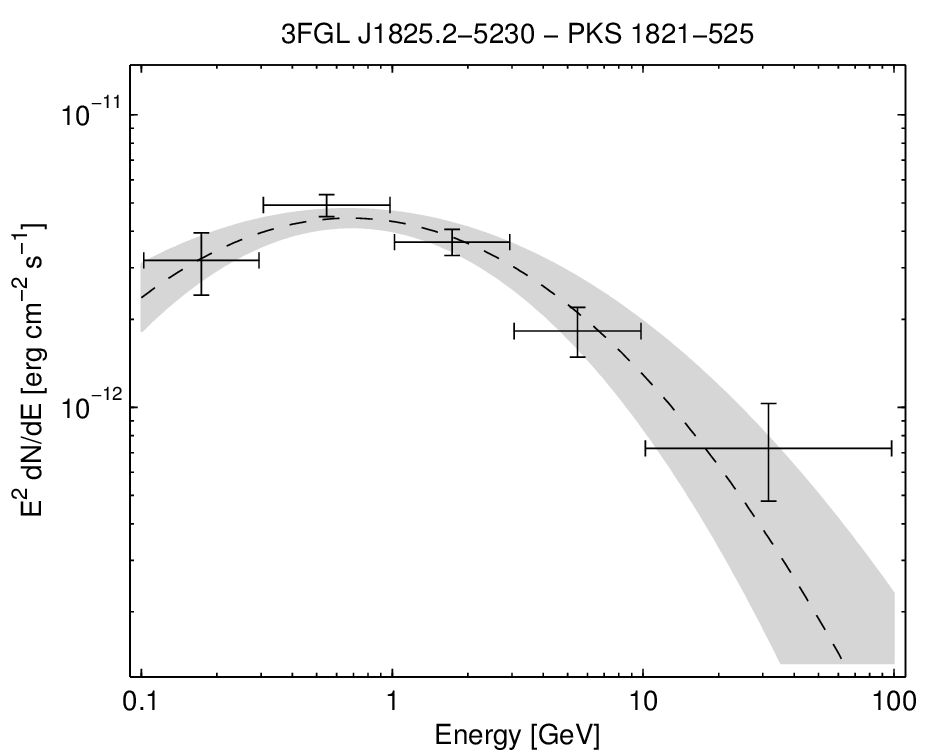 3FGL J1825.2−5230 − PKS 1821−525
10⁻¹¹
10⁻¹²
E² dN/dE [erg cm⁻² s⁻¹]
0.1 1 10 100
Energy [GeV]